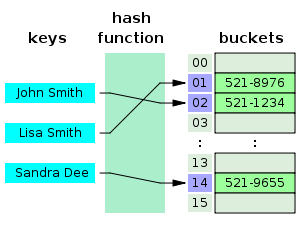 hash
keys function buckets
00
John Smith 01 521-8976
02 521-1234
Lisa Smith 03
: :
13
Sandra Dee 14 521-9655
15